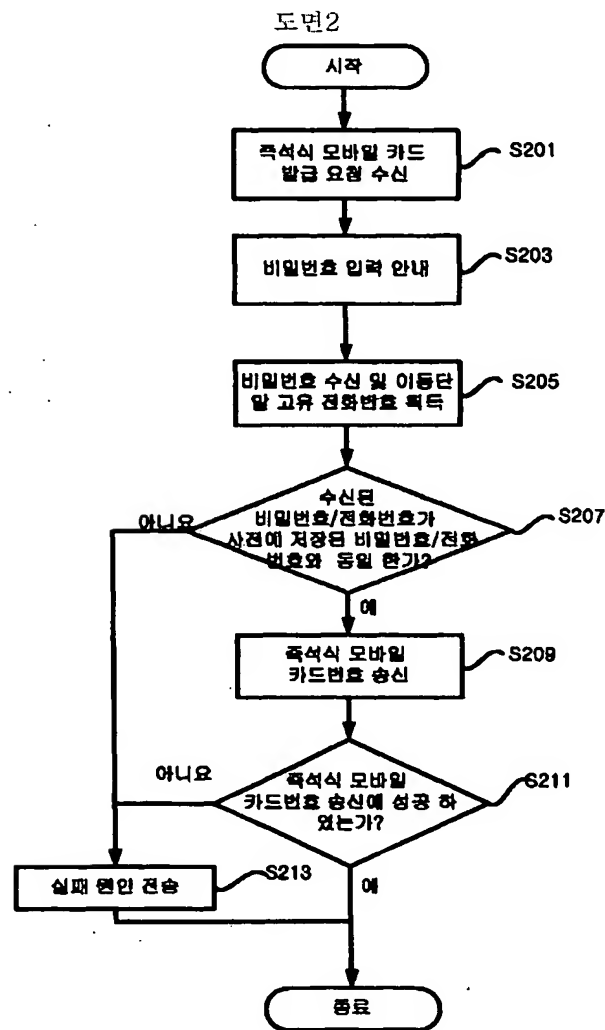 도면2
시작
즉석식 모바일 카드
발급 요청 수신
S201
비밀번호 입력 안내
S203
비밀번호 수신 및 이동단
말 고유 전화번호 획득
S205
수신된
비밀번호/전화번호가
사전에 저장된 비밀번호/전화
번호와 동일 한가?
S207
아니요
예
즉석식 모바일
카드번호 송신
S209
아니요
즉석식 모바일
카드번호 송신에 성공 하
였는가?
S211
실패 원인 전송
S213
예
종료